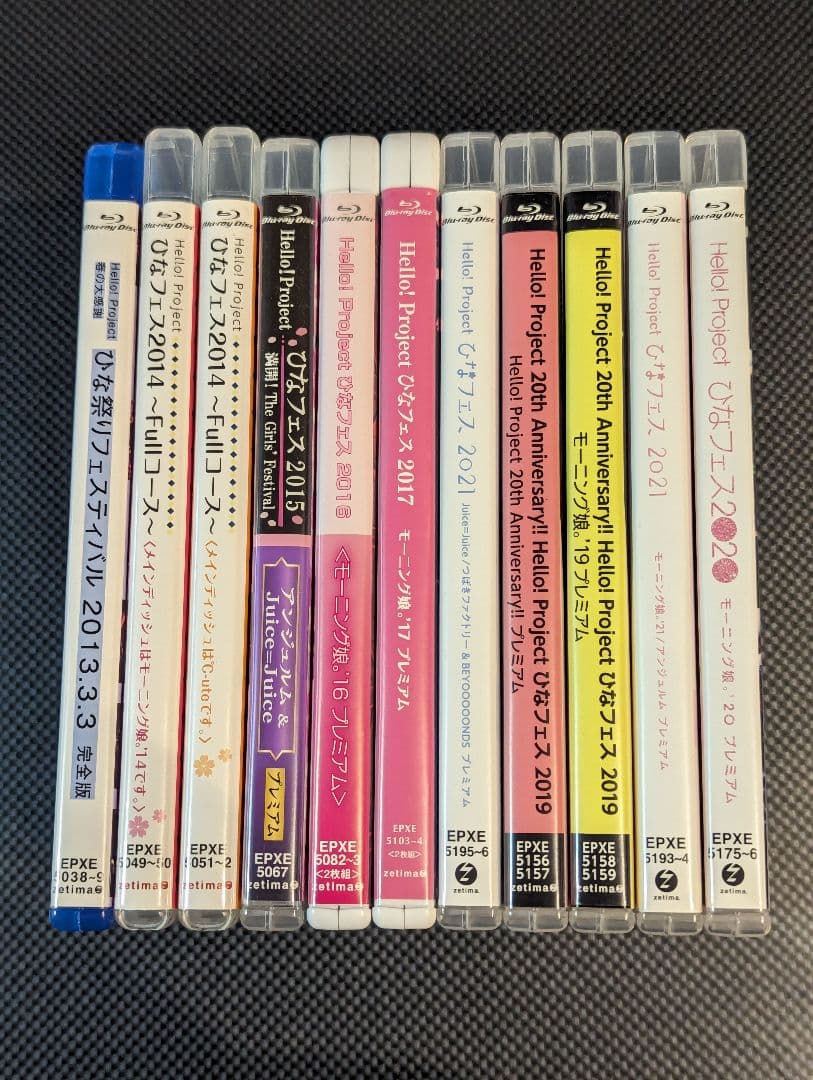 Blu-ray Disc
Hello! Project
春の大感謝
ひな祭りフェスティバル 2013.3.3 完全版
EPXE
5038~9
zetima
Blu-ray Disc
Hello! Project
ひなフェス2014 ~Fullコース~
〈メインディッシュはモーニング娘。'14です。〉
EPXE
5049~50
zetima
Blu-ray Disc
Hello! Project
ひなフェス2014 ~Fullコース~
〈メインディッシュは℃-uteです。〉
EPXE
5051~2
zetima
Blu-ray Disc
Hello! Project
ひなフェス 2015
満開! The Girls' Festival
アンジュルム &
Juice=Juice
プレミアム
EPXE
5067
zetima
Blu-ray Disc
Hello! Project ひなフェス 2016
<モーニング娘。'16 プレミアム>
EPXE
5082~3
<2枚組>
zetima
Blu-ray Disc
Hello! Project ひなフェス 2017
モーニング娘。'17 プレミアム
EPXE
5103~4
<2枚組>
zetima
Blu-ray Disc
Hello! Project ひなフェス 2021
Juice=Juice /つばきファクトリー & BEYOOOOONDS プレミアム
EPXE
5195~6
zetima
Blu-ray Disc
Hello! Project 20th Anniversary!! Hello! Project ひなフェス 2019
Hello! Project 20th Anniversary!! プレミアム
EPXE
5156
5157
zetima
Blu-ray Disc
Hello! Project 20th Anniversary!! Hello! Project ひなフェス 2019
モーニング娘。'19 プレミアム
EPXE
5158
5159
zetima
Blu-ray Disc
Hello! Project ひなフェス 2021
モーニング娘。'21/アンジュルム プレミアム
EPXE
5193~4
zetima
Blu-ray Disc
Hello! Project ひなフェス2020
モーニング娘。'20 プレミアム
EPXE
5175~6
zetima